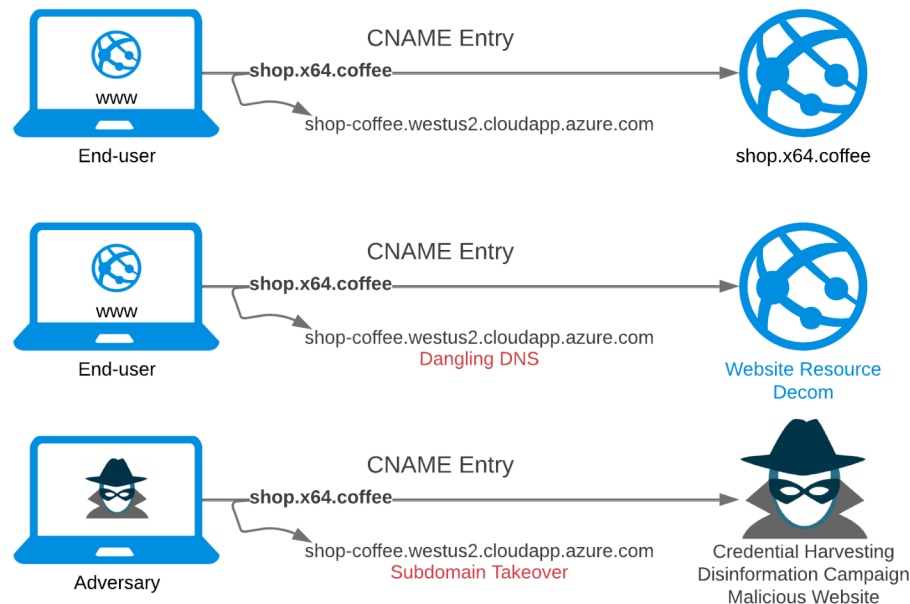 CNAME Entry
shop.x64.coffee
www
shop-coffee.westus2.cloudapp.azure.com
End-user
shop.x64.coffee
CNAME Entry
shop.x64.coffee
www
shop-coffee.westus2.cloudapp.azure.com
Dangling DNS
End-user
Website Resource
Decom
CNAME Entry
shop.x64.coffee
shop-coffee.westus2.cloudapp.azure.com
Subdomain Takeover
Adversary
Credential Harvesting
Disinformation Campaign
Malicious Website